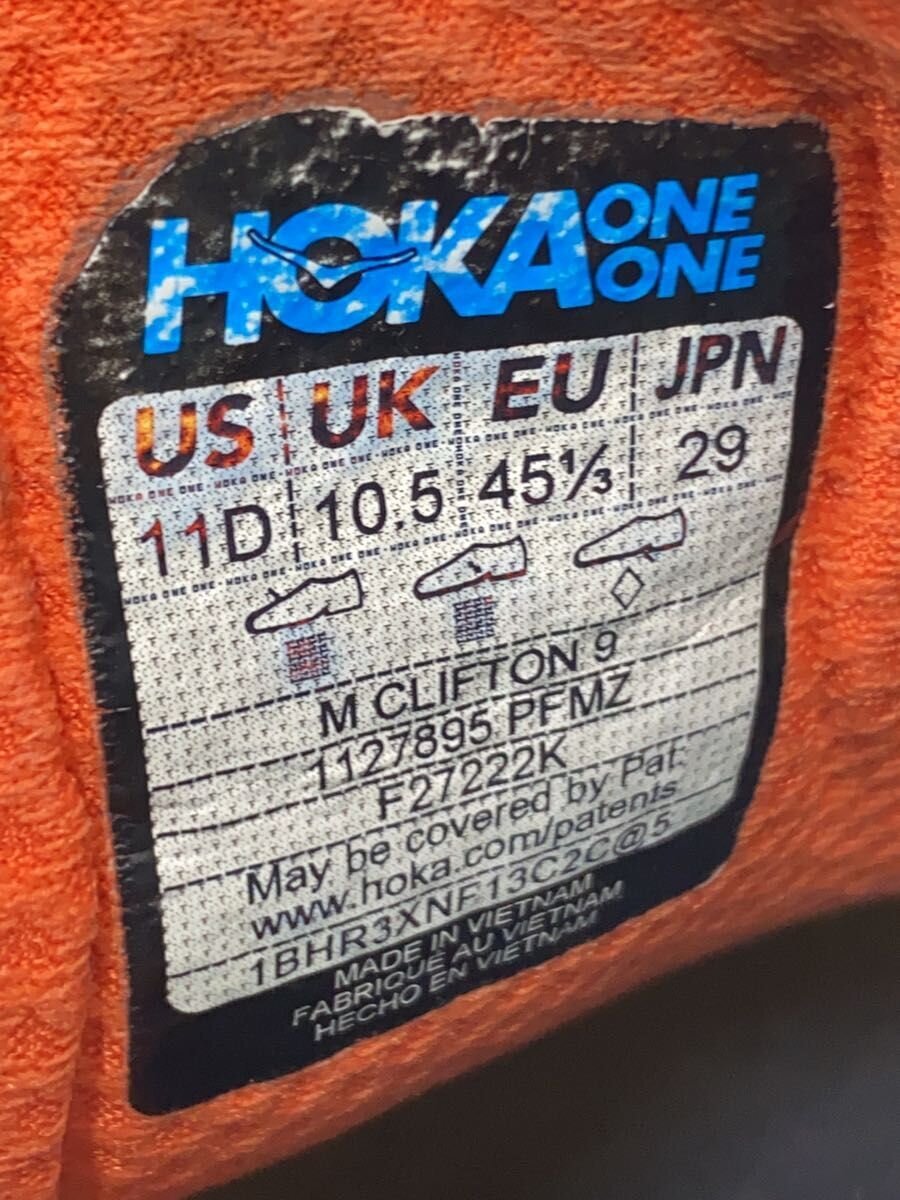 HOKA ONE ONE
US UK EU JPN
11D 10.5 45⅓ 29
M CLIFTON 9
1127895 PFMZ
F27222K
May be covered by Pat.
www.hoka.com/patents
1BHR3XNF13C2C@5
MADE IN VIETNAM
FABRIQUÉ AU VIETNAM
HECHO EN VIETNAM